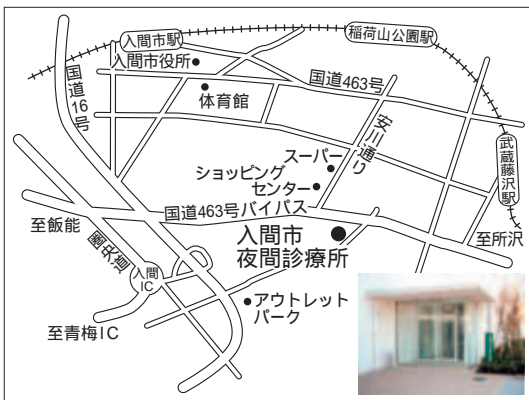 入間市駅
稲荷山公園駅
入間市役所
国道16号
国道463号
体育館
安川通り
武蔵藤沢駅
スーパー
ショッピング
センター
国道463号バイパス
至飯能
圏央道
入間市
夜間診療所
至所沢
入間
IC
アウトレット
パーク
至青梅IC